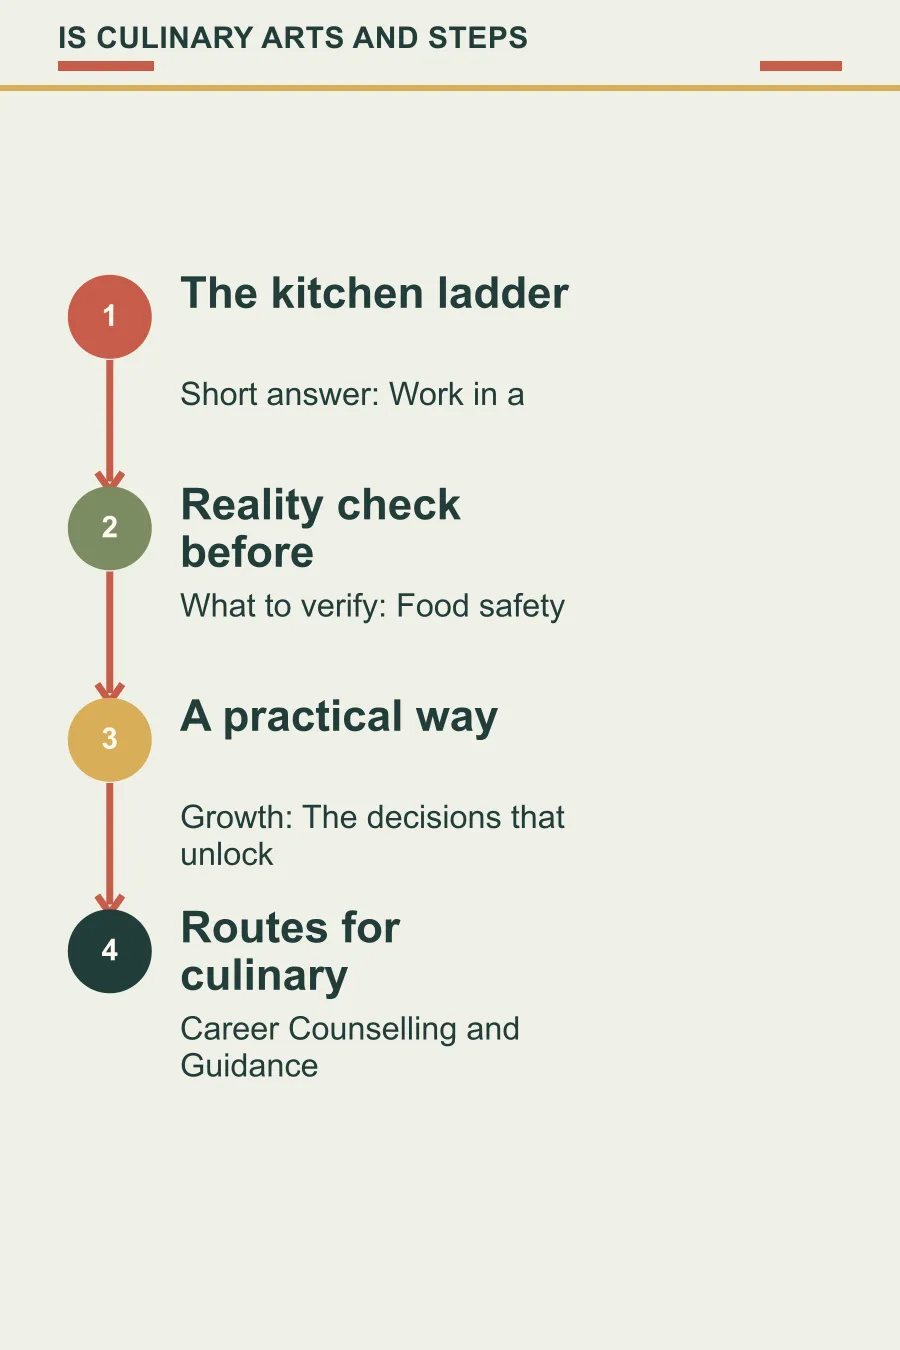 IS CULINARY ARTS AND STEPS
1
The kitchen ladder
Short answer: Work in a
2
Reality check
before
What to verify: Food safety
3
A practical way
Growth: The decisions that
unlock
4
Routes for
culinary
Career Counselling and
Guidance